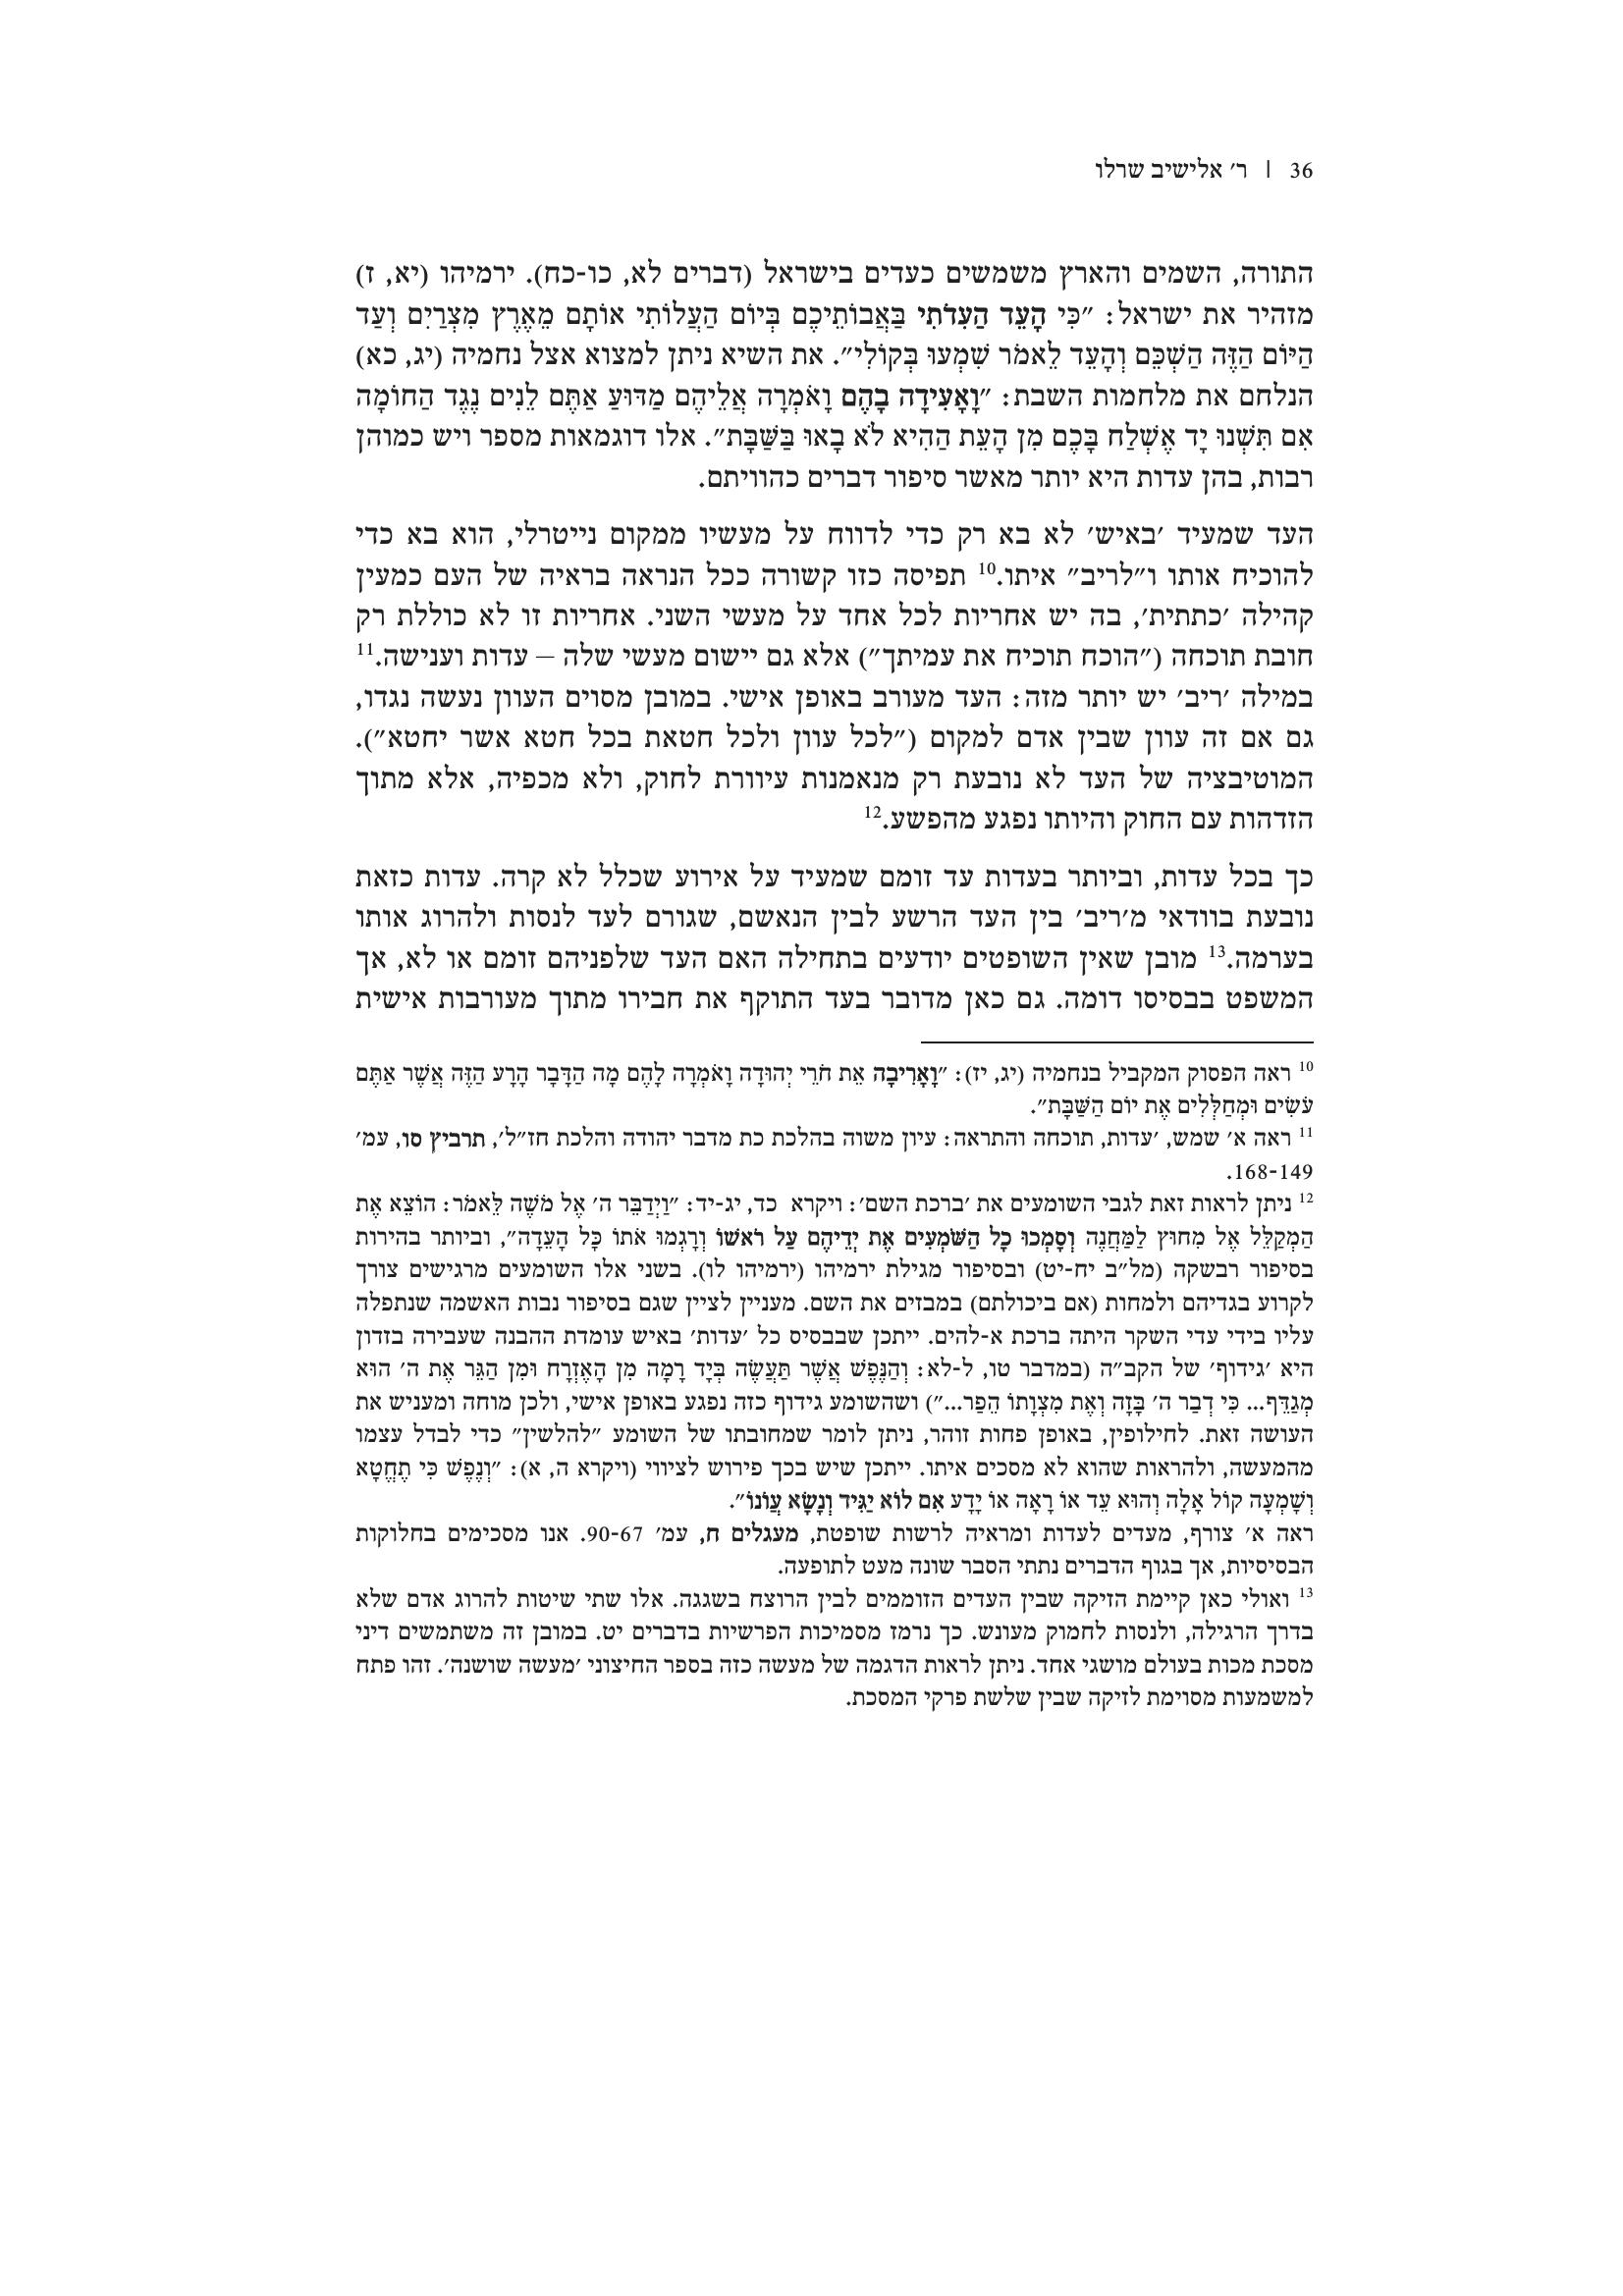 36 | ר׳ אלישיב שרלו
התורה, השמים והארץ משמשים כעדים בישראל (דברים לא, כו-כח). ירמיהו (יא, ז)
מזהיר את ישראל: ״כִּי הָעֵד הַעִדֹתִי בַּאֲבוֹתֵיכֶם בְּיוֹם הַעֲלוֹתִי אוֹתָם מֵאֶרֶץ מִצְרַיִם וְעַד
הַיּוֹם הַזֶּה הַשְׁכֵּם וְהָעֵד לֵאמֹר שִׁמְעוּ בְּקוֹלִי״. את השיא ניתן למצוא אצל נחמיה (יג, כא)
הנלחם את מלחמות השבת: ״וָאָעִידָה בָהֶם וָאֹמְרָה אֲלֵיהֶם מַדּוּעַ אַתֶּם לֵנִים נֶגֶד הַחוֹמָה
אִם תִּשְׁנוּ יָד אֶשְׁלַח בָּכֶם מִן הָעֵת הַהִיא לֹא בָאוּ בַּשַּׁבָּת״. אלו דוגמאות מספר ויש כמוהן
רבות, בהן עדות היא יותר מאשר סיפור דברים כהוויתם.
העד שמעיד ׳באיש׳ לא בא רק כדי לדווח על מעשיו ממקום נייטרלי, הוא בא כדי
להוכיח אותו ו״לריב״ איתו.10 תפיסה כזו קשורה ככל הנראה בראיה של העם כמעין
קהילה ׳כתתית׳, בה יש אחריות לכל אחד על מעשי השני. אחריות זו לא כוללת רק
חובת תוכחה (״הוכח תוכיח את עמיתך״) אלא גם יישום מעשי שלה – עדות וענישה.11
במילה ׳ריב׳ יש יותר מזה: העד מעורב באופן אישי. במובן מסוים העוון נעשה נגדו,
גם אם זה עוון שבין אדם למקום (״לכל עוון ולכל חטאת בכל חטא אשר יחטא״).
המוטיבציה של העד לא נובעת רק מנאמנות עיוורת לחוק, ולא מכפיה, אלא מתוך
הזדהות עם החוק והיותו נפגע מהפשע.12
כך בכל עדות, וביותר בעדות עד זומם שמעיד על אירוע שכלל לא קרה. עדות כזאת
נובעת בוודאי מ׳ריב׳ בין העד הרשע לבין הנאשם, שגורם לעד לנסות ולהרוג אותו
בערמה.13 מובן שאין השופטים יודעים בתחילה האם העד שלפניהם זומם או לא, אך
המשפט בבסיסו דומה. גם כאן מדובר בעד התוקף את חבירו מתוך מעורבות אישית
10 ראה הפסוק המקביל בנחמיה (יג, יז): ״וָאָרִיבָה אֵת חֹרֵי יְהוּדָה וָאֹמְרָה לָהֶם מָה הַדָּבָר הָרָע הַזֶּה אֲשֶׁר אַתֶּם
עֹשִׂים וּמְחַלְּלִים אֶת יוֹם הַשַּׁבָּת״.
11 ראה א׳ שמש, ׳עדות, תוכחה והתראה: עיון משוה בהלכת כת מדבר יהודה והלכת חז״ל׳, תרביץ סו, עמ׳
168-149.
12 ניתן לראות זאת לגבי השומעים את ׳ברכת השם׳: ויקרא כד, יג-יד: ״וַיְדַבֵּר ה׳ אֶל מֹשֶׁה לֵּאמֹר: הוֹצֵא אֶת
הַמְקַלֵּל אֶל מִחוּץ לַמַּחֲנֶה וְסָמְכוּ כָל הַשֹּׁמְעִים אֶת יְדֵיהֶם עַל רֹאשׁוֹ וְרָגְמוּ אֹתוֹ כָּל הָעֵדָה״, וביותר בהירות
בסיפור רבשקה (מל״ב יח-יט) ובסיפור מגילת ירמיהו (ירמיהו לו). בשני אלו השומעים מרגישים צורך
לקרוע בגדיהם ולמחות (אם ביכולתם) במבזים את השם. מעניין לציין שגם בסיפור נבות האשמה שנתפלה
עליו בידי עדי השקר היתה ברכת א-להים. ייתכן שבבסיס כל ׳עדות׳ באיש עומדת ההבנה שעבירה בזדון
היא ׳גידוף׳ של הקב״ה (במדבר טו, ל-לא: וְהַנֶּפֶשׁ אֲשֶׁר תַּעֲשֶׂה בְּיָד רָמָה מִן הָאֶזְרָח וּמִן הַגֵּר אֶת ה׳ הוּא
מְגַדֵּף... כִּי דְבַר ה׳ בָּזָה וְאֶת מִצְוָתוֹ הֵפַר...״) ושהשומע גידוף כזה נפגע באופן אישי, ולכן מוחה ומעניש את
העושה זאת. לחילופין, באופן פחות זוהר, ניתן לומר שמחובתו של השומע ״להלשין״ כדי לבדל עצמו
מהמעשה, ולהראות שהוא לא מסכים איתו. ייתכן שיש בכך פירוש לציווי (ויקרא ה, א): ״וְנֶפֶשׁ כִּי תֶחֱטָא
וְשָׁמְעָה קוֹל אָלָה וְהוּא עֵד אוֹ רָאָה אוֹ יָדָע אִם לוֹא יַגִּיד וְנָשָׂא עֲוֹנוֹ״.
ראה א׳ צורף, מעדים לעדות ומראיה לרשות שופטת, מעגלים ח, עמ׳ 90-67. אנו מסכימים בחלוקות
הבסיסיות, אך בגוף הדברים נתתי הסבר שונה מעט לתופעה.
13 ואולי כאן קיימת הזיקה שבין העדים הזוממים לבין הרוצח בשגגה. אלו שתי שיטות להרוג אדם שלא
בדרך הרגילה, ולנסות לחמוק מעונש. כך נרמז מסמיכות הפרשיות בדברים יט. במובן זה משתמשים דיני
מסכת מכות בעולם מושגי אחד. ניתן לראות הדגמה של מעשה כזה בספר החיצוני ׳מעשה שושנה׳. זהו פתח
למשמעות מסוימת לזיקה שבין שלשת פרקי המסכת.